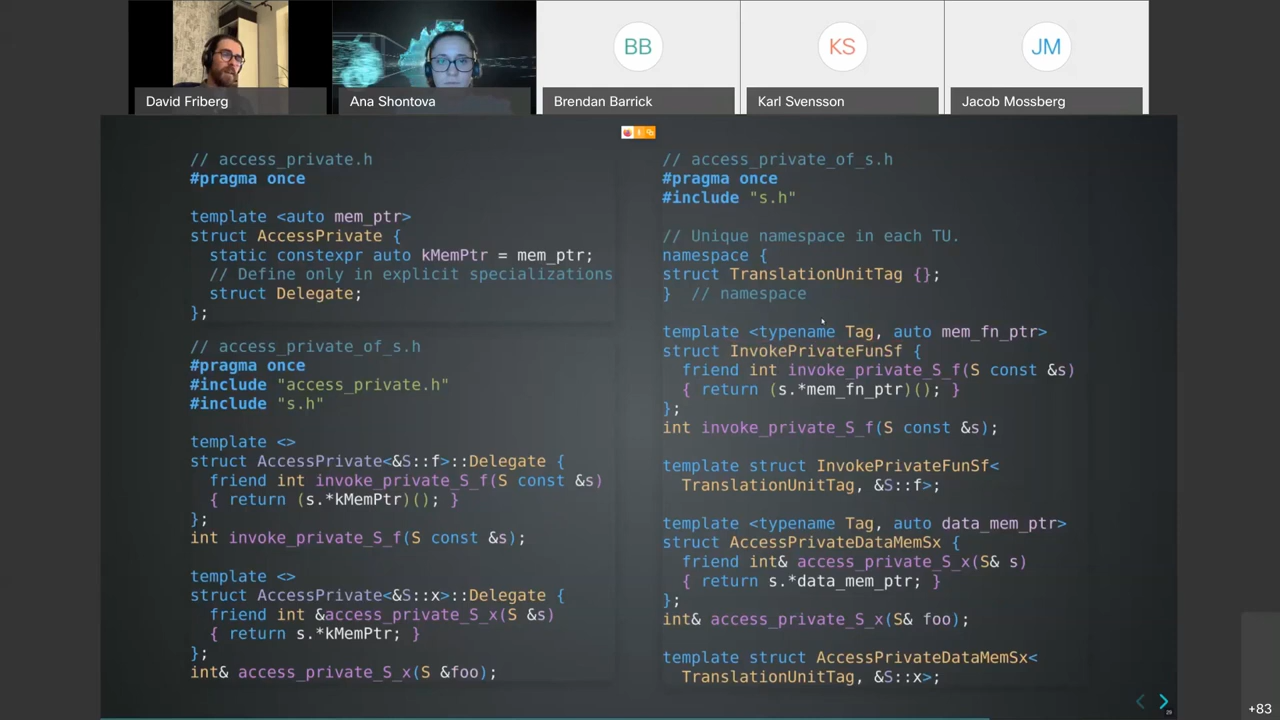 David Friberg
Ana Shontova
BB
Brendan Barrick
KS
Karl Svensson
JM
Jacob Mossberg
// access_private.h
#pragma once
template <auto mem_ptr>
struct AccessPrivate {
static constexpr auto kMemPtr = mem_ptr;
// Define only in explicit specializations
struct Delegate;
};
// access_private_of_s.h
#pragma once
#include "access_private.h"
#include "s.h"
template <>
struct AccessPrivate<&S::f>::Delegate {
friend int invoke_private_S_f(S const &s)
{ return (s.*kMemPtr)(); }
};
int invoke_private_S_f(S const &s);
template <>
struct AccessPrivate<&S::x>::Delegate {
friend int &access_private_S_x(S &s)
{ return s.*kMemPtr; }
};
int& access_private_S_x(S &foo);
// access_private_of_s.h
#pragma once
#include "s.h"
// Unique namespace in each TU.
namespace {
struct TranslationUnitTag {};
} // namespace
template <typename Tag, auto mem_fn_ptr>
struct InvokePrivateFunSf {
friend int invoke_private_S_f(S const &s)
{ return (s.*mem_fn_ptr)(); }
};
int invoke_private_S_f(S const &s);
template struct InvokePrivateFunSf<
TranslationUnitTag, &S::f>;
template <typename Tag, auto data_mem_ptr>
struct AccessPrivateDataMemSx {
friend int& access_private_S_x(S& s)
{ return s.*data_mem_ptr; }
};
int& access_private_S_x(S& foo);
template struct AccessPrivateDataMemSx<
TranslationUnitTag, &S::x>;
29
+83